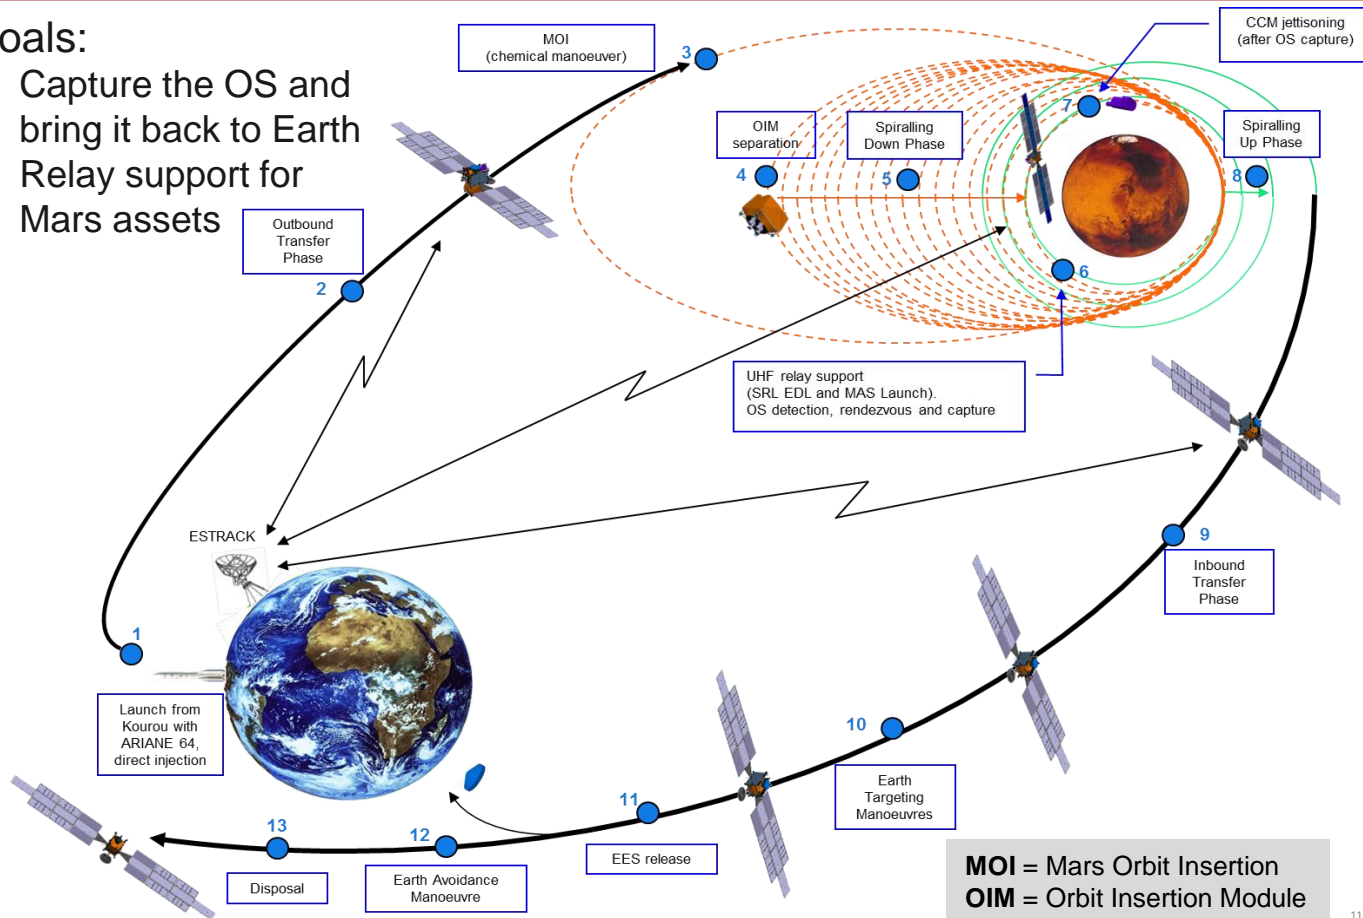 oals:
Capture the OS and
bring it back to Earth
Relay support for
Mars assets
MOI
(chemical manoeuver)
3
CCM jettisoning
(after OS capture)
7
OIM
separation
4
Spiralling
Down Phase
5
Spiralling
Up Phase
8
Outbound
Transfer
Phase
2
6
UHF relay support
(SRL EDL and MAS Launch).
OS detection, rendezvous and capture
ESTRACK
1
Launch from
Kourou with
ARIANE 64,
direct injection
9
Inbound
Transfer
Phase
10
Earth
Targeting
Manoeuvres
11
EES release
12
Earth Avoidance
Manoeuvre
13
Disposal
MOI = Mars Orbit Insertion
OIM = Orbit Insertion Module
11